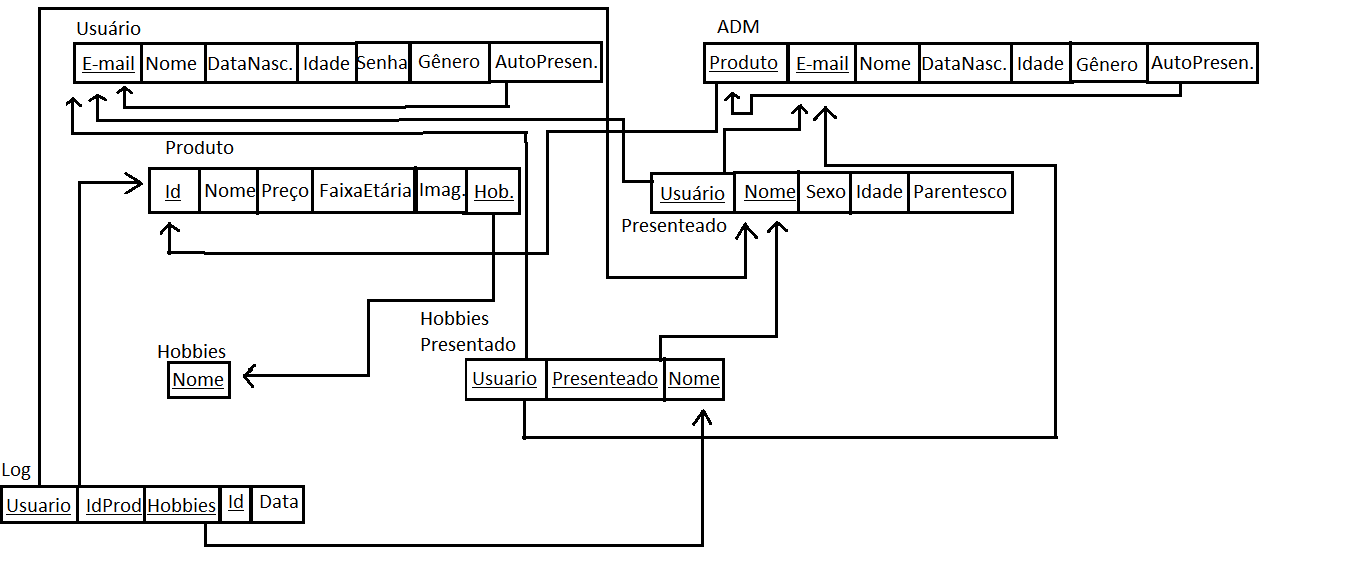 Usuário
E-mail Nome DataNasc. Idade Senha Gênero AutoPresen.
ADM
Produto E-mail Nome DataNasc. Idade Gênero AutoPresen.
Produto
Id Nome Preço FaixaEtária Imag. Hob.
Usuário Nome Sexo Idade Parentesco
Presenteado
Hobbies
Nome
Hobbies
Presentado
Usuario Presenteado Nome
Log
Usuario IdProd Hobbies Id Data